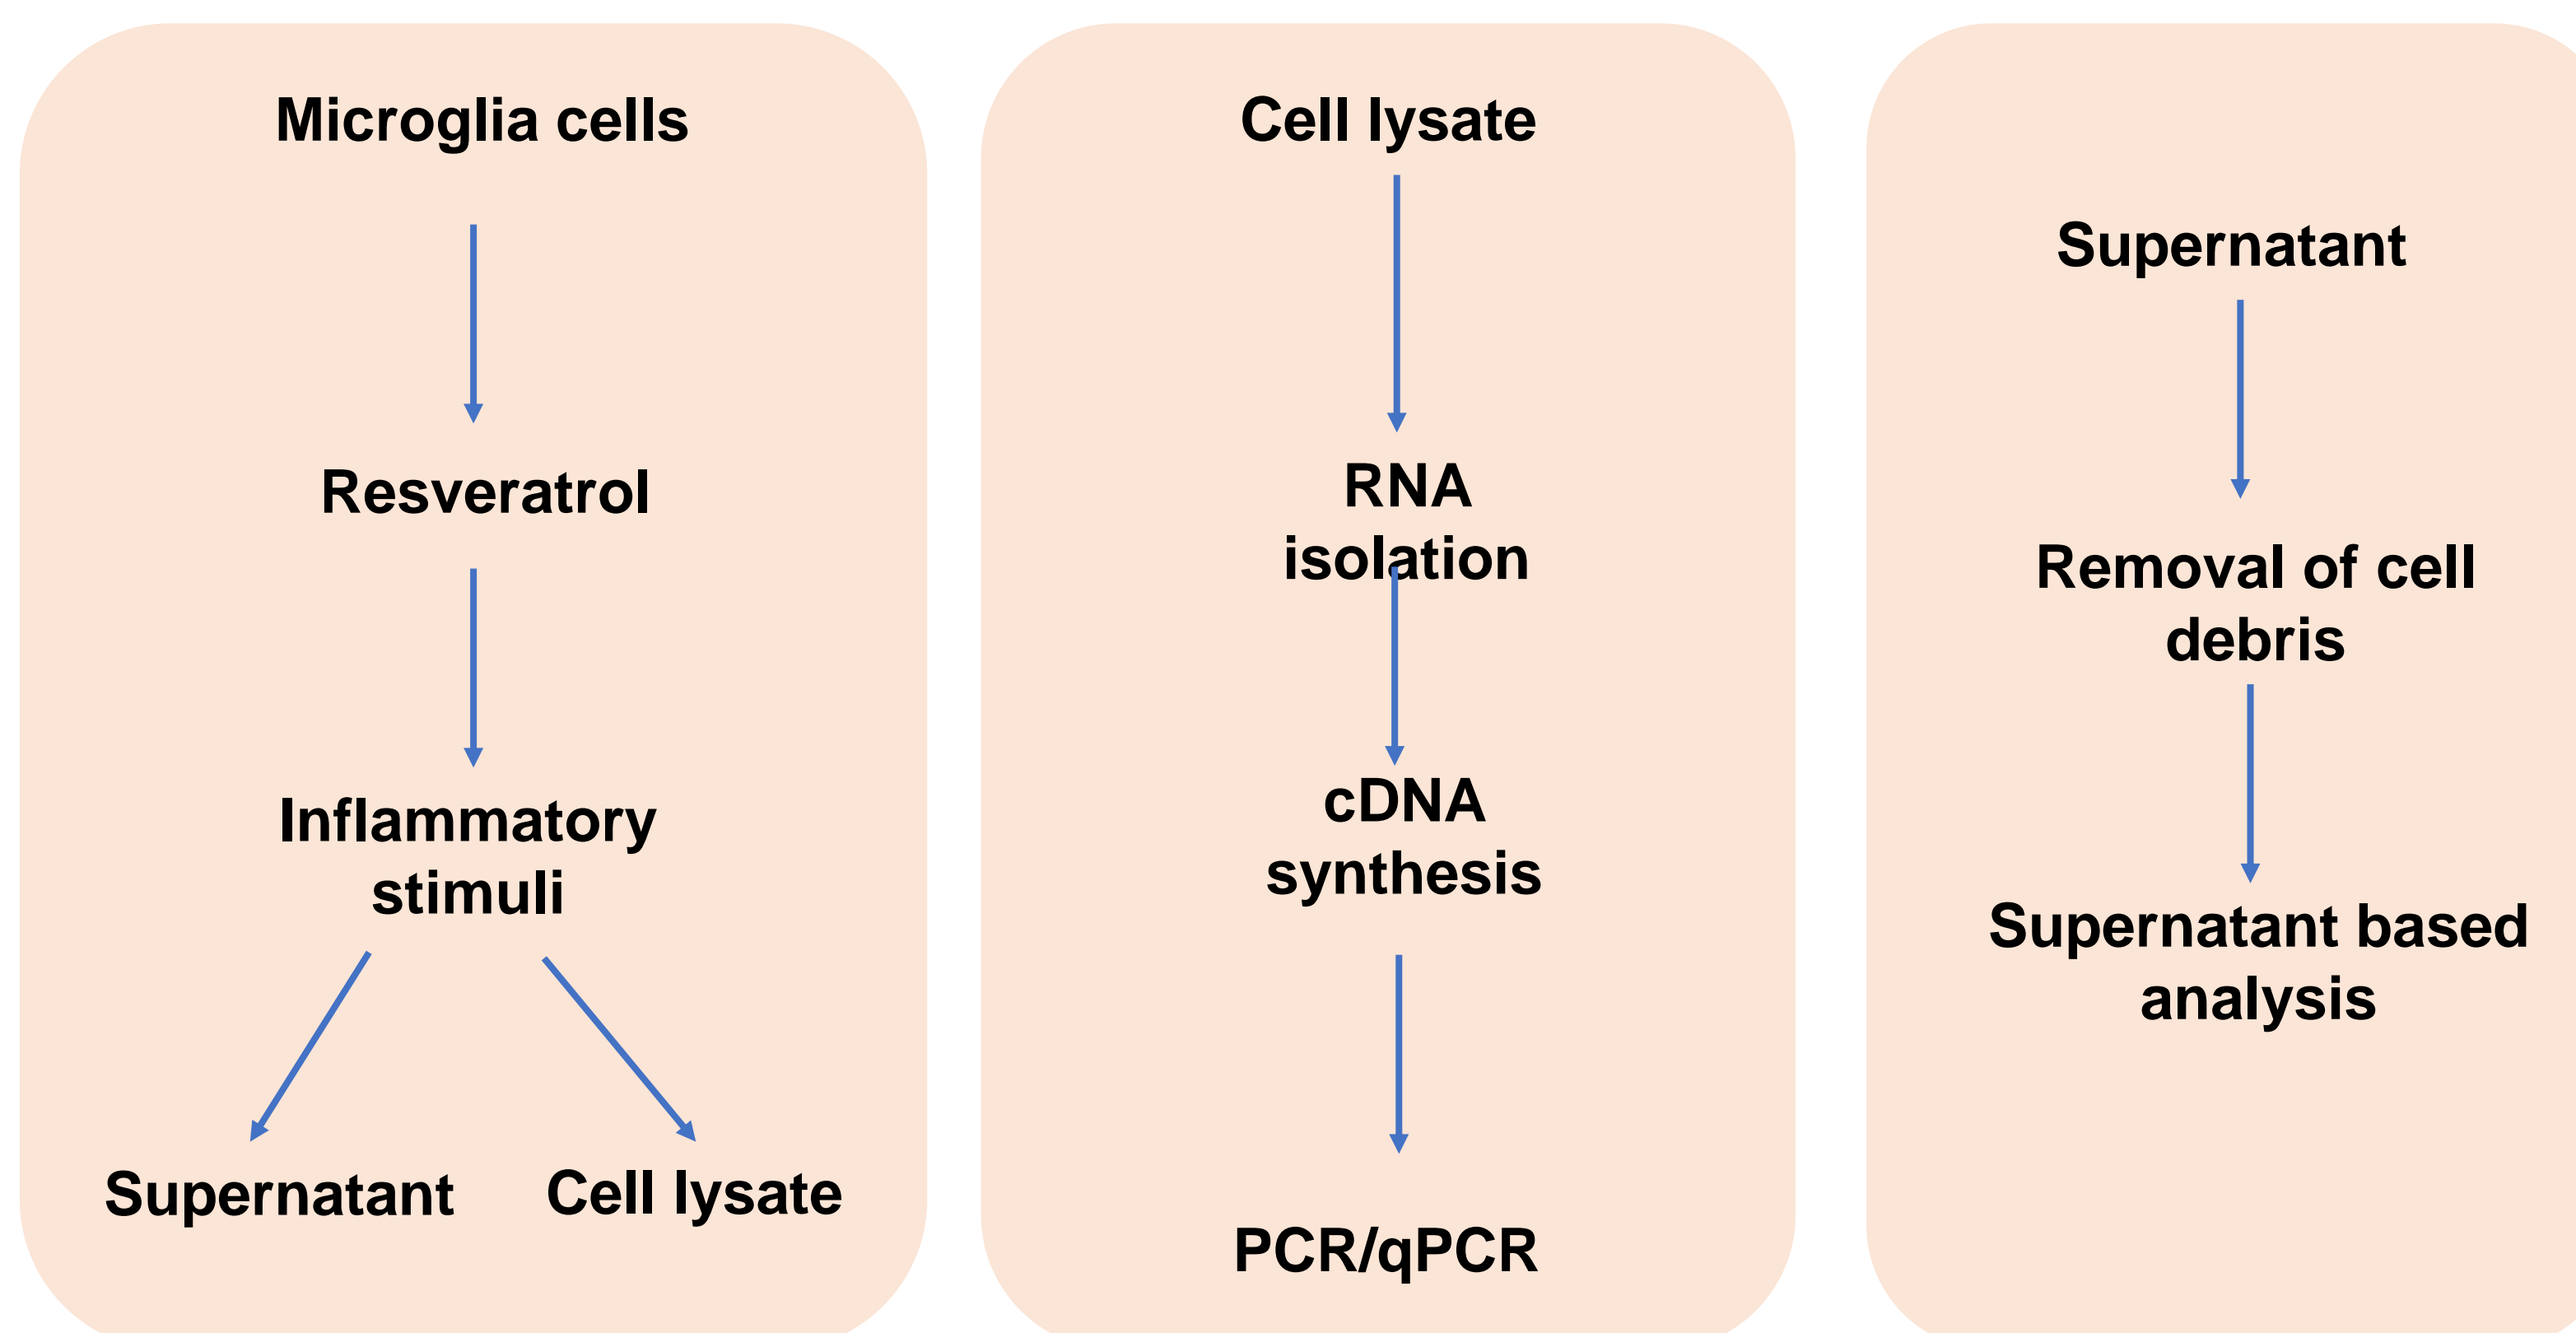 Microglia cells
Resveratrol
Inflammatory
stimuli
Supernatant
Cell lysate
Cell lysate
RNA
isolation
cDNA
synthesis
PCR/qPCR
Supernatant
Removal of cell
debris
Supernatant based
analysis